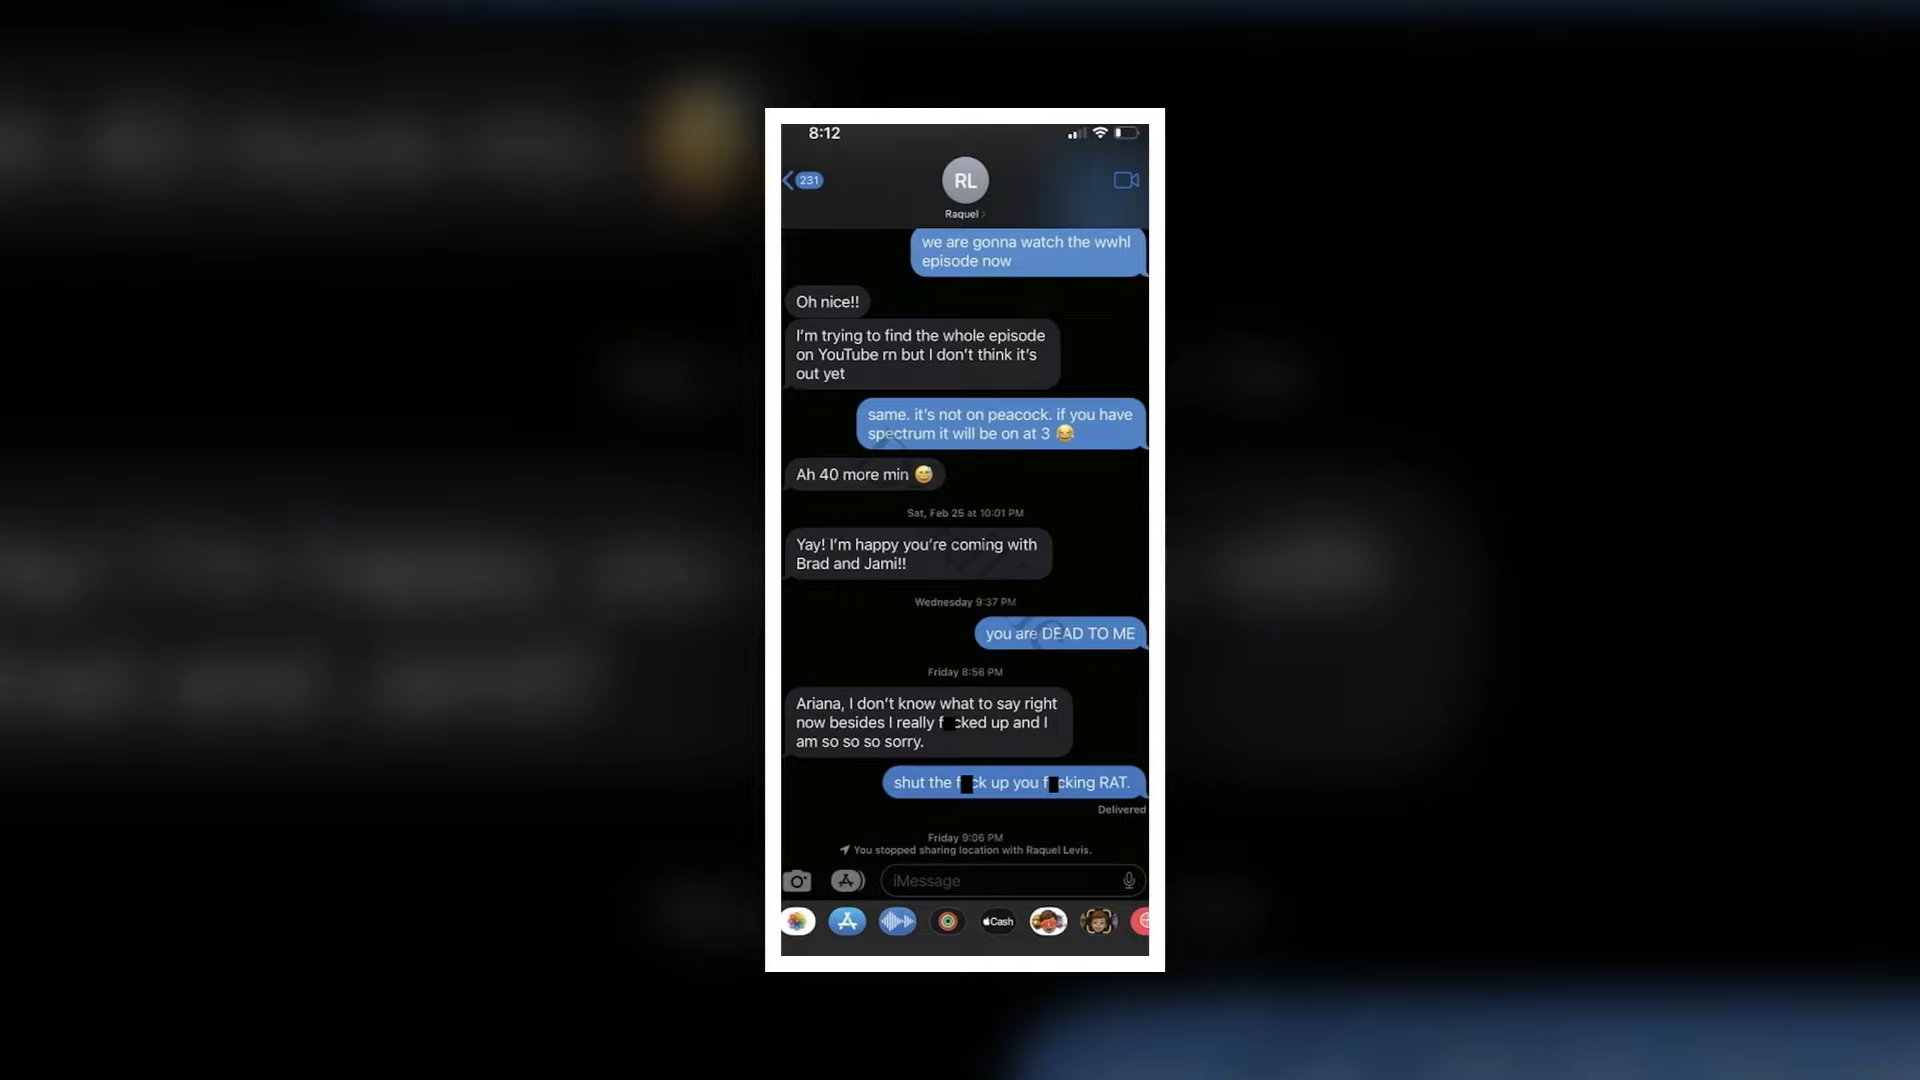 8:12
231
RL
Raquel
we are gonna watch the wwhl
episode now
Oh nice!!
I'm trying to find the whole episode
on YouTube rn but I don't think it's
out yet
same. it's not on peacock. if you have
spectrum it will be on at 3 😂
Ah 40 more min 😅
Sat, Feb 25 at 10:01 PM
Yay! I'm happy you're coming with
Brad and Jami!!
Wednesday 9:37 PM
you are DEAD TO ME
Friday 8:56 PM
Ariana, I don't know what to say right
now besides I really f■cked up and I
am so so so sorry.
shut the f■ck up you f■cking RAT.
Delivered
Friday 9:06 PM
You stopped sharing location with Raquel Levis.
iMessage
Cash